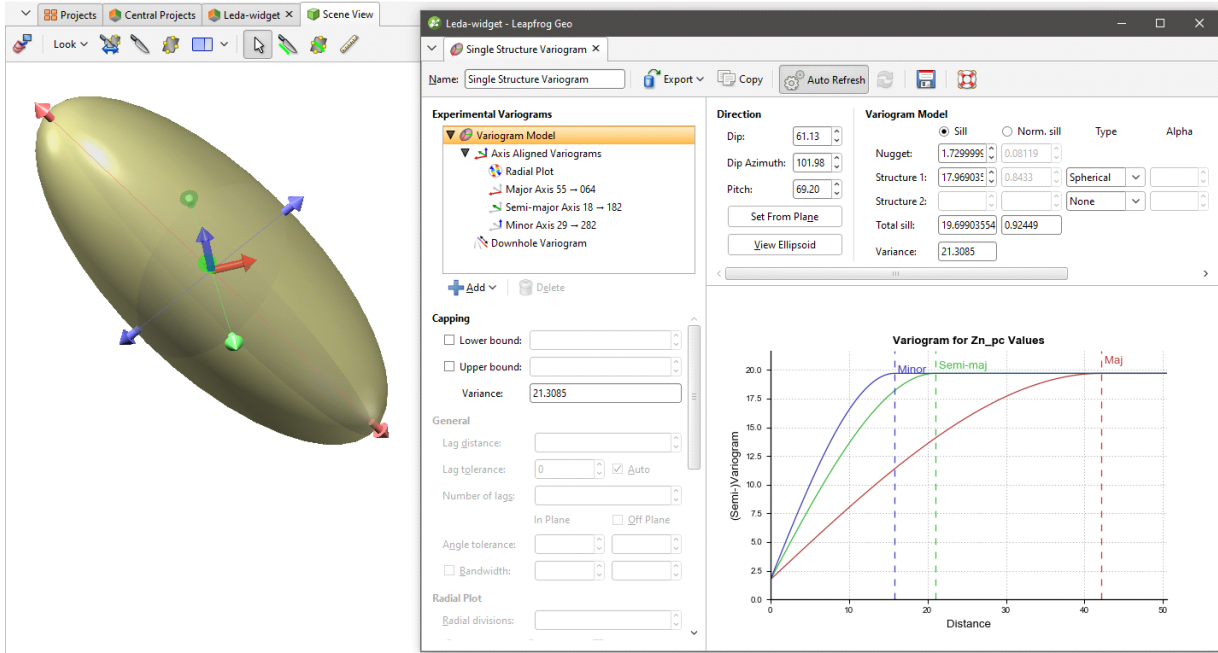 Projects
Central Projects
Leda-widget
Scene View
Look
Leda-widget - Leapfrog Geo
Single Structure Variogram
Name: Single Structure Variogram
Export
Copy
Auto Refresh
Experimental Variograms
Variogram Model
Axis Aligned Variograms
Radial Plot
Major Axis 55 → 064
Semi-major Axis 18 → 182
Minor Axis 29 → 282
Downhole Variogram
Add
Delete
Capping
Lower bound:
Upper bound:
Variance: 21.3085
General
Lag distance:
Lag tolerance: 0 Auto
Number of lags:
In Plane Off Plane
Angle tolerance:
Bandwidth:
Radial Plot
Radial divisions:
Direction
Dip: 61.13
Dip Azimuth: 101.98
Pitch: 69.20
Set From Plane
View Ellipsoid
Variogram Model
Sill Norm. sill Type Alpha
Nugget: 1.7299999 0.08119
Structure 1: 17.969035 0.8433 Spherical
Structure 2: None
Total sill: 19.69903554 0.92449
Variance: 21.3085
Variogram for Zn_pc Values
Minor
Semi-maj
Maj
(Semi-)Variogram
20.0
17.5
15.0
12.5
10.0
7.5
5.0
2.5
0.0
0 10 20 30 40 50
Distance